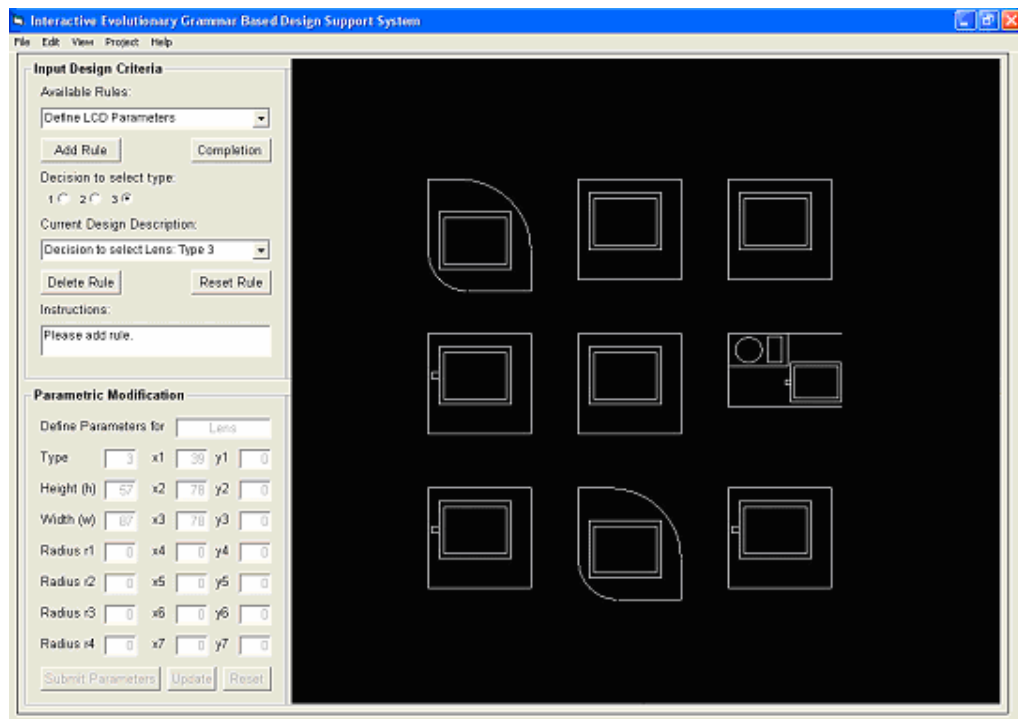 Interactive Evolutionary Grammar Based Design Support System
File Edit View Project Help
Input Design Criteria
Available Rules:
Define LCD Parameters
Add Rule Completion
Decision to select type:
1 2 3
Current Design Description:
Decision to select Lens: Type 3
Delete Rule Reset Rule
Instructions:
Please add rule.
Parametric Modification
Define Parameters for Lens
Type 3 x1 39 y1 0
Height (h) 57 x2 78 y2 0
Width (w) 87 x3 78 y3 0
Radius r1 0 x4 0 y4 0
Radius r2 0 x5 0 y5 0
Radius r3 0 x6 0 y6 0
Radius r4 0 x7 0 y7 0
Submit Parameters Update Reset